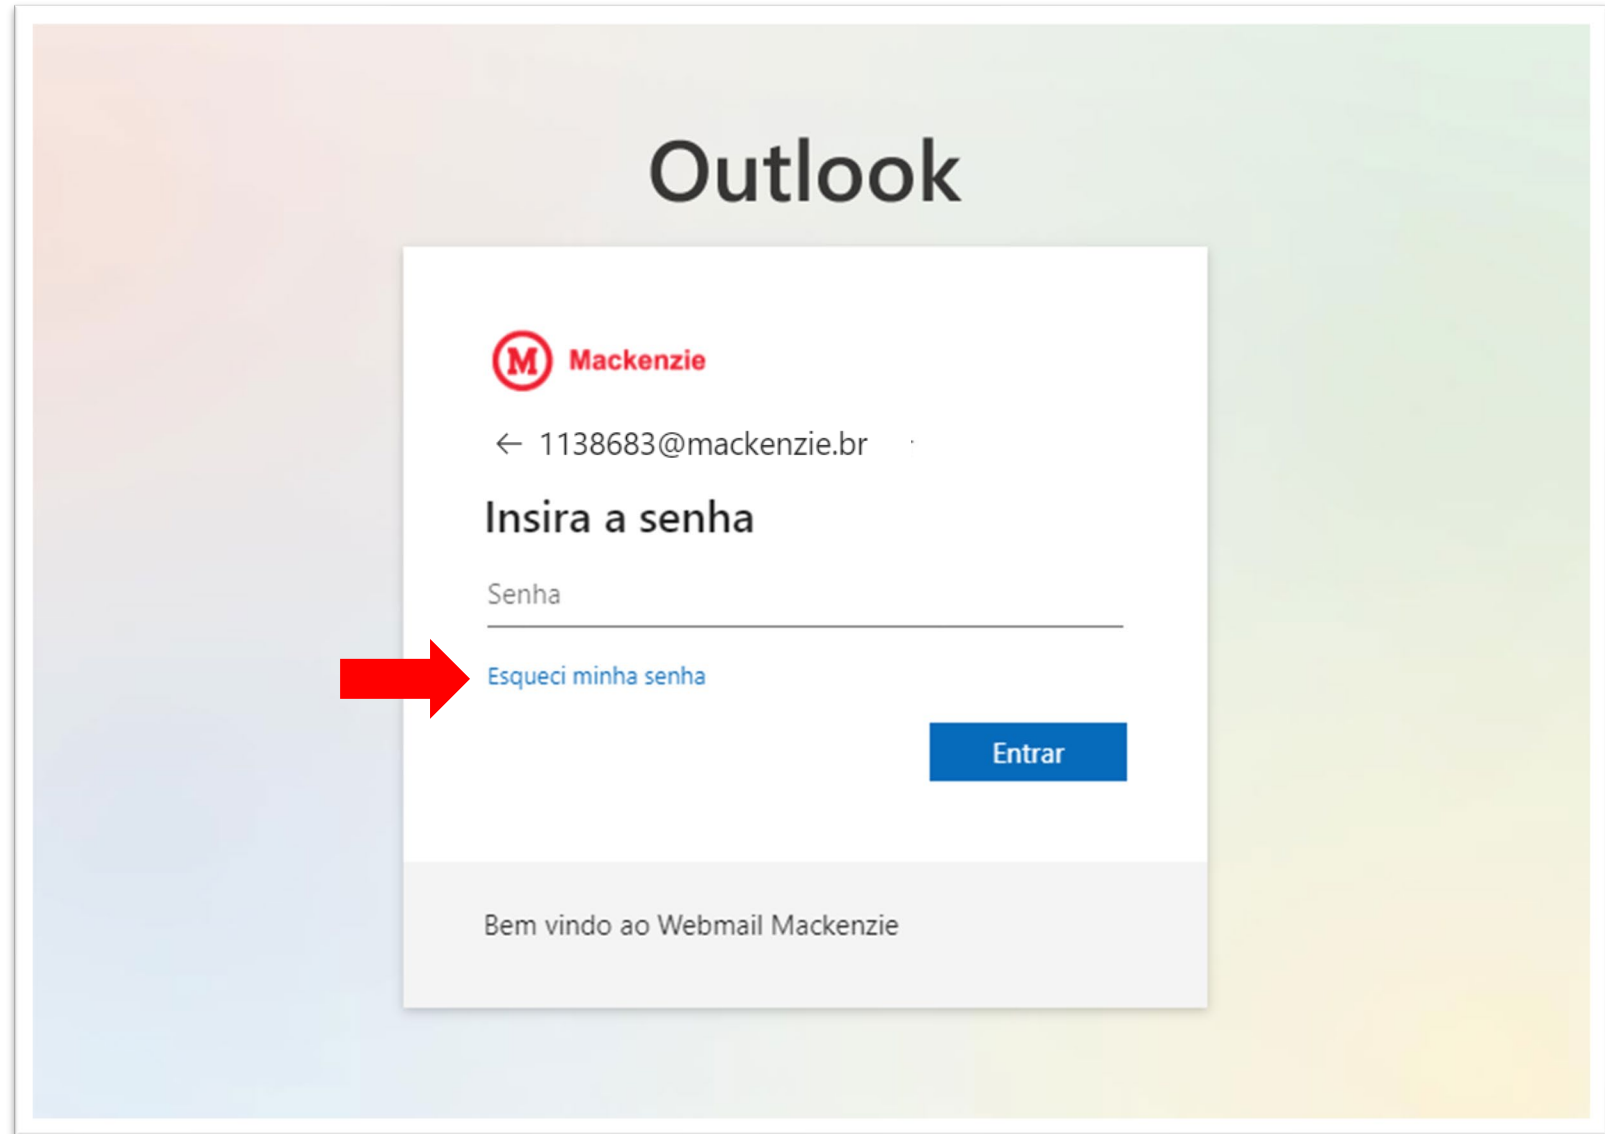 Outlook
M Mackenzie
← 1138683@mackenzie.br
Insira a senha
Senha
Esqueci minha senha
Entrar
Bem vindo ao Webmail Mackenzie